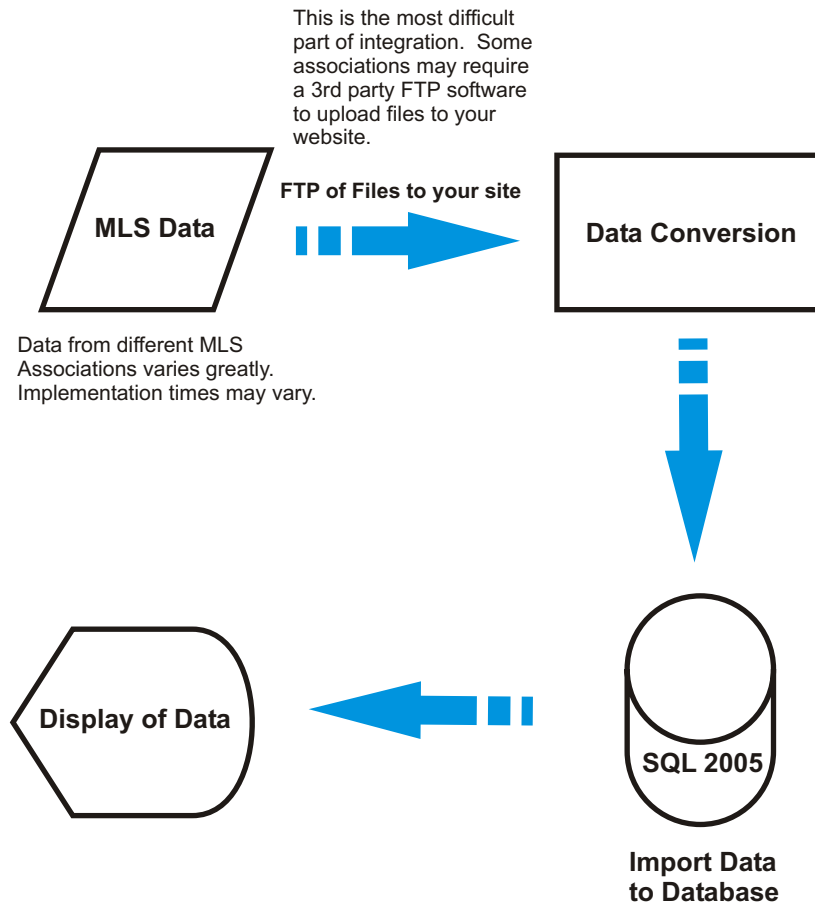 This is the most difficult
part of integration.  Some
associations may require
a 3rd party FTP software
to upload files to your
website.
MLS Data
FTP of Files to your site
Data Conversion
Data from different MLS
Associations varies greatly.
Implementation times may vary.
SQL 2005
Import Data
to Database
Display of Data